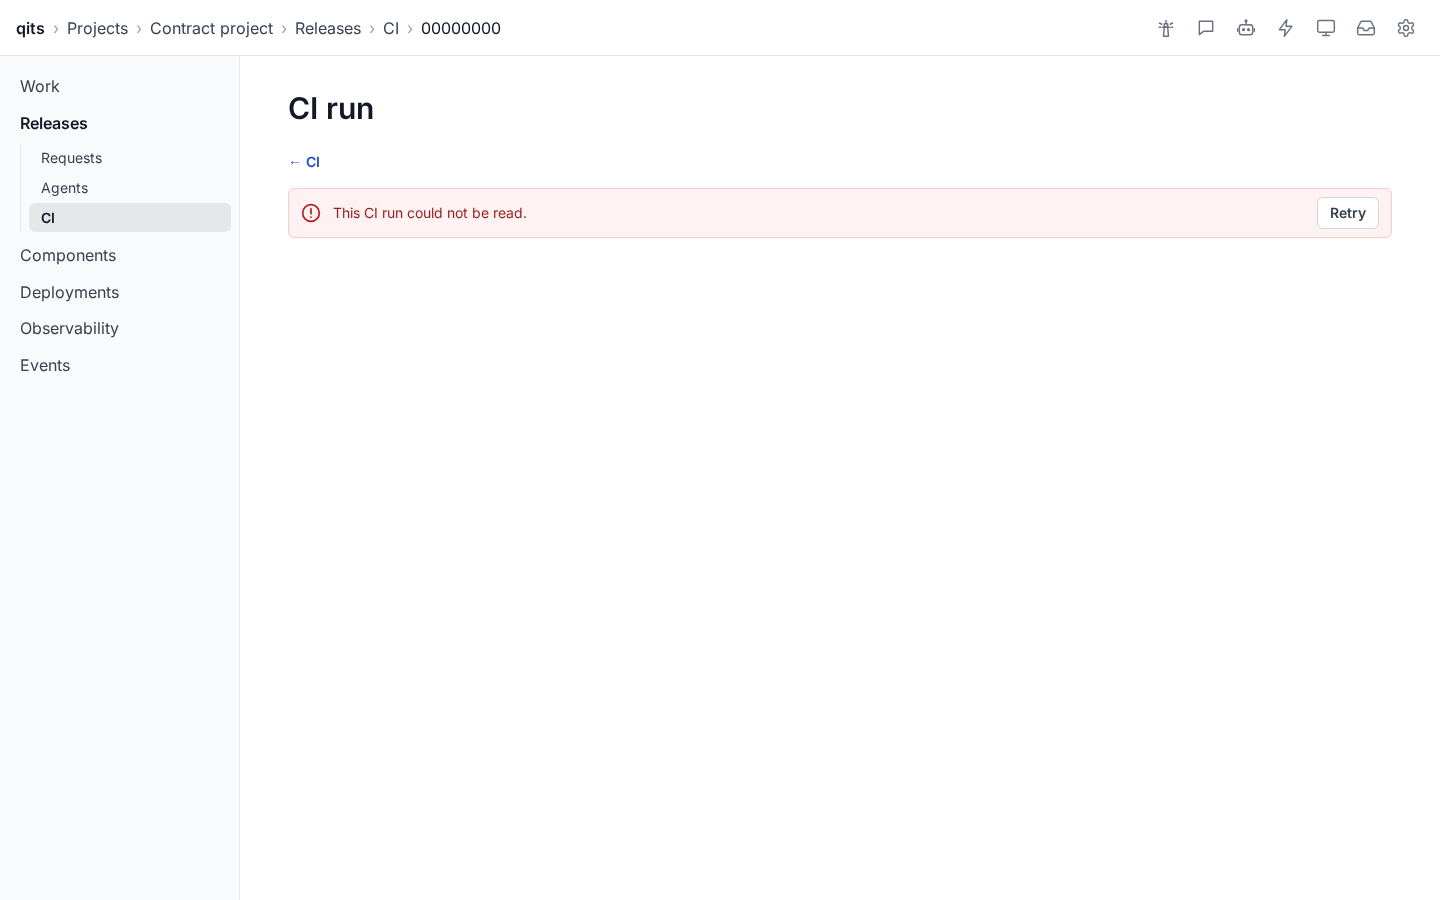 qits › Projects › Contract project › Releases › CI › 00000000
Work
Releases
Requests
Agents
CI
Components
Deployments
Observability
Events
CI run
← CI
This CI run could not be read.
Retry